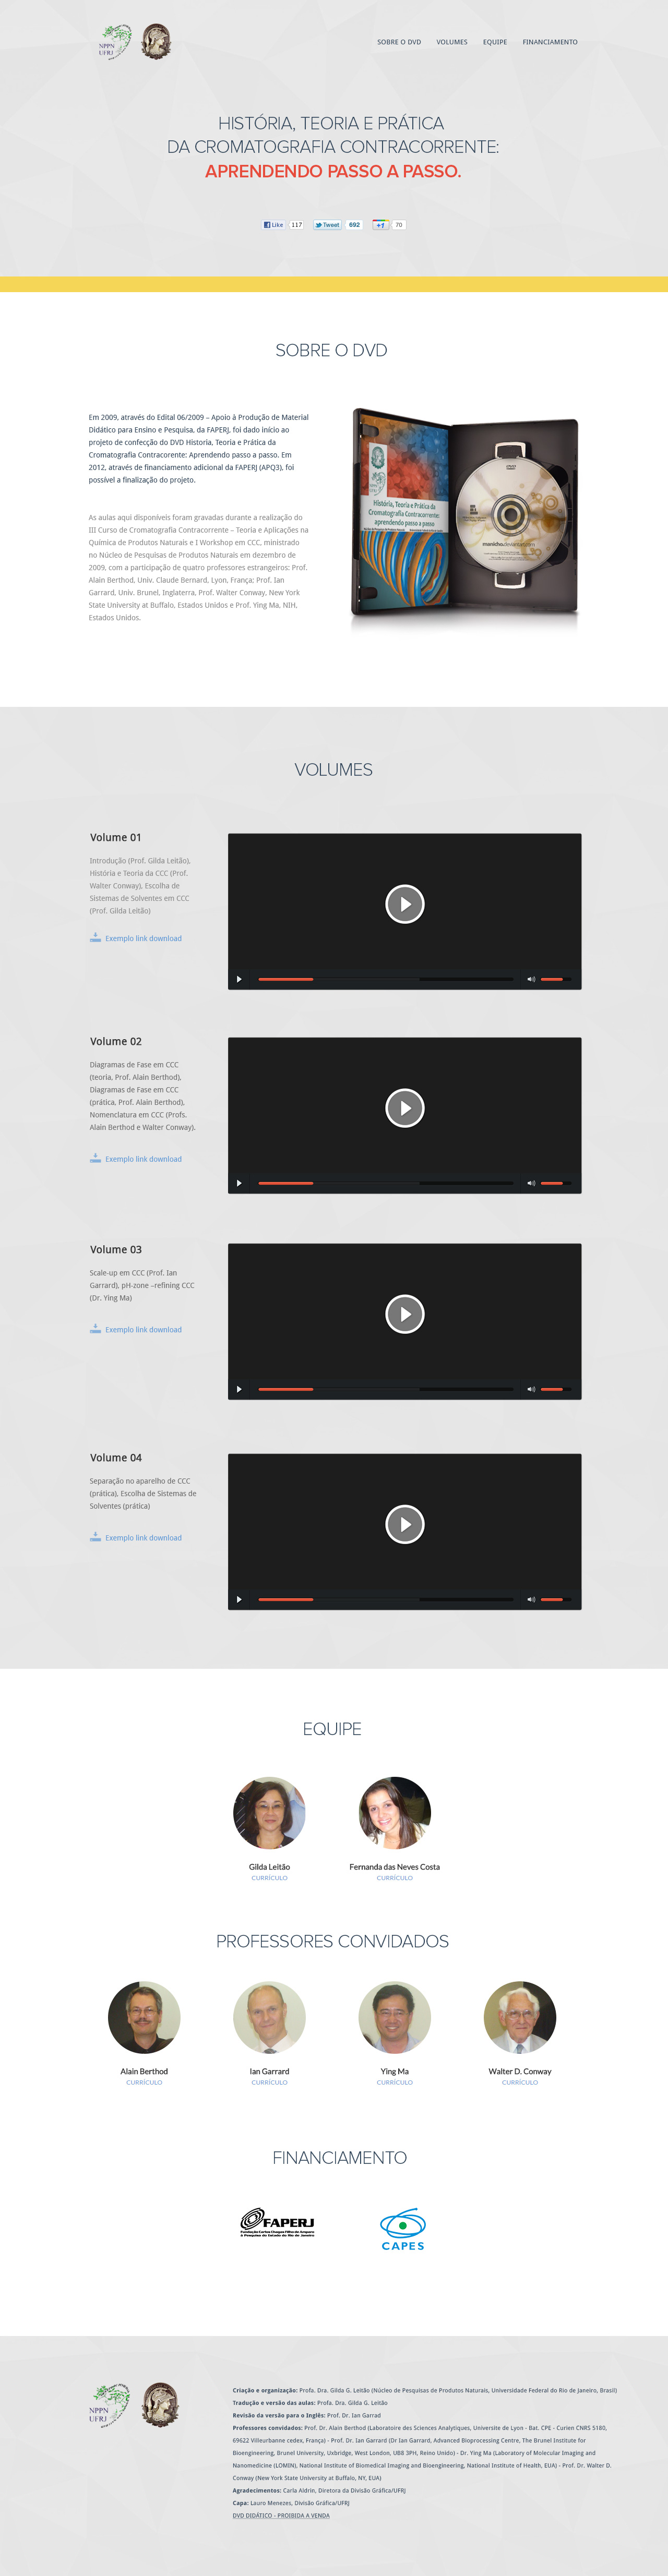 NPPN
UFRJ
SOBRE O DVD
VOLUMES
EQUIPE
FINANCIAMENTO
HISTÓRIA, TEORIA E PRÁTICA
DA CROMATOGRAFIA CONTRACORRENTE:
APRENDENDO PASSO A PASSO.
Like 117 Tweet 692 +1 70
SOBRE O DVD
Em 2009, através do Edital 06/2009 – Apoio à Produção de Material
Didático para Ensino e Pesquisa, da FAPERJ, foi dado início ao
projeto de confecção do DVD Historia, Teoria e Prática da
Cromatografia Contracorente: Aprendendo passo a passo. Em
2012, através de financiamento adicional da FAPERJ (APQ3), foi
possível a finalização do projeto.
As aulas aqui disponíveis foram gravadas durante a realização do
III Curso de Cromatografia Contracorrente – Teoria e Aplicações na
Química de Produtos Naturais e I Workshop em CCC, ministrado
no Núcleo de Pesquisas de Produtos Naturais em dezembro de
2009, com a participação de quatro professores estrangeiros: Prof.
Alain Berthod, Univ. Claude Bernard, Lyon, França; Prof. Ian
Garrard, Univ. Brunel, Inglaterra, Prof. Walter Conway, New York
State University at Buffalo, Estados Unidos e Prof. Ying Ma, NIH,
Estados Unidos.
História, Teoria e Prática da
Cromatografia Contracorrente:
aprendendo passo a passo
manicho.deviantart.com
VOLUMES
Volume 01
Introdução (Prof. Gilda Leitão),
História e Teoria da CCC (Prof.
Walter Conway), Escolha de
Sistemas de Solventes em CCC
(Prof. Gilda Leitão)
Exemplo link download
Volume 02
Diagramas de Fase em CCC
(teoria, Prof. Alain Berthod),
Diagramas de Fase em CCC
(prática, Prof. Alain Berthod),
Nomenclatura em CCC (Profs.
Alain Berthod e Walter Conway).
Exemplo link download
Volume 03
Scale-up em CCC (Prof. Ian
Garrard), pH-zone –refining CCC
(Dr. Ying Ma)
Exemplo link download
Volume 04
Separação no aparelho de CCC
(prática), Escolha de Sistemas de
Solventes (prática)
Exemplo link download
EQUIPE
Gilda Leitão
CURRÍCULO
Fernanda das Neves Costa
CURRÍCULO
PROFESSORES CONVIDADOS
Alain Berthod
CURRÍCULO
Ian Garrard
CURRÍCULO
Ying Ma
CURRÍCULO
Walter D. Conway
CURRÍCULO
FINANCIAMENTO
FAPERJ
Fundação Carlos Chagas Filho de Amparo
à Pesquisa do Estado do Rio de Janeiro
CAPES
NPPN
UFRJ
Criação e organização: Profa. Dra. Gilda G. Leitão (Núcleo de Pesquisas de Produtos Naturais, Universidade Federal do Rio de Janeiro, Brasil)
Tradução e versão das aulas: Profa. Dra. Gilda G. Leitão
Revisão da versão para o Inglês: Prof. Dr. Ian Garrad
Professores convidados: Prof. Dr. Alain Berthod (Laboratoire des Sciences Analytiques, Universite de Lyon - Bat. CPE - Curien CNRS 5180,
69622 Villeurbanne cedex, França) - Prof. Dr. Ian Garrard (Dr Ian Garrard, Advanced Bioprocessing Centre, The Brunel Institute for
Bioengineering, Brunel University, Uxbridge, West London, UB8 3PH, Reino Unido) - Dr. Ying Ma (Laboratory of Molecular Imaging and
Nanomedicine (LOMIN), National Institute of Biomedical Imaging and Bioengineering, National Institute of Health, EUA) - Prof. Dr. Walter D.
Conway (New York State University at Buffalo, NY, EUA)
Agradecimentos: Carla Aldrin, Diretora da Divisão Gráfica/UFRJ
Capa: Lauro Menezes, Divisão Gráfica/UFRJ
DVD DIDÁTICO - PROIBIDA A VENDA